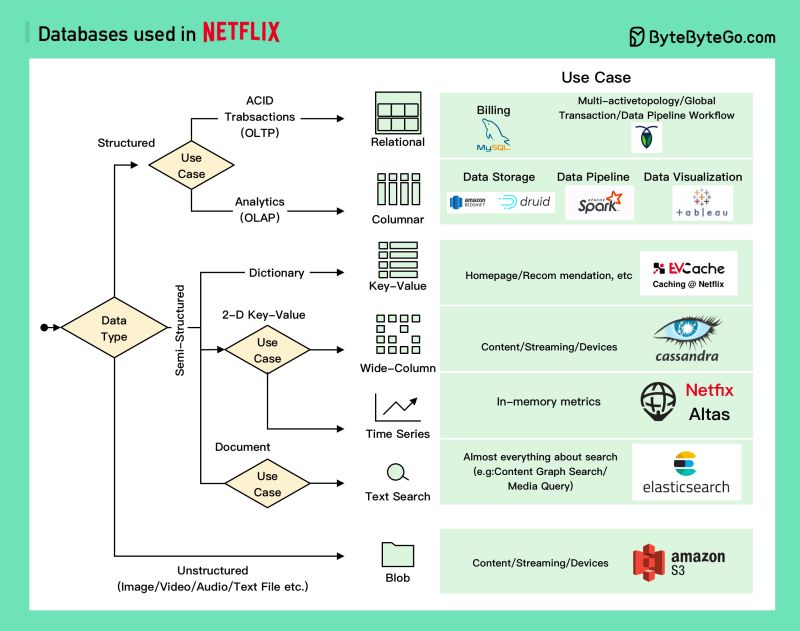 Databases used in NETFLIX
ByteByteGo.com
Use Case
Structured
ACID
Trabsactions
(OLTP)
Use
Case
Analytics
(OLAP)
Relational
Billing
MySQL
Multi-activetopology/Global
Transaction/Data Pipeline Workflow
Columnar
Data Storage
amazon
REDSHIFT
druid
Data Pipeline
APACHE
Spark
Data Visualization
+ableau
Data
Type
Semi-Structured
Dictionary
Key-Value
Homepage/Recom mendation, etc
EVCache
Caching @ Netflix
2-D Key-Value
Use
Case
Wide-Column
Content/Streaming/Devices
cassandra
Time Series
In-memory metrics
Netfix
Altas
Document
Use
Case
Text Search
Almost everything about search
(e.g:Content Graph Search/
Media Query)
elasticsearch
Unstructured
(Image/Video/Audio/Text File etc.)
Blob
Content/Streaming/Devices
amazon
S3